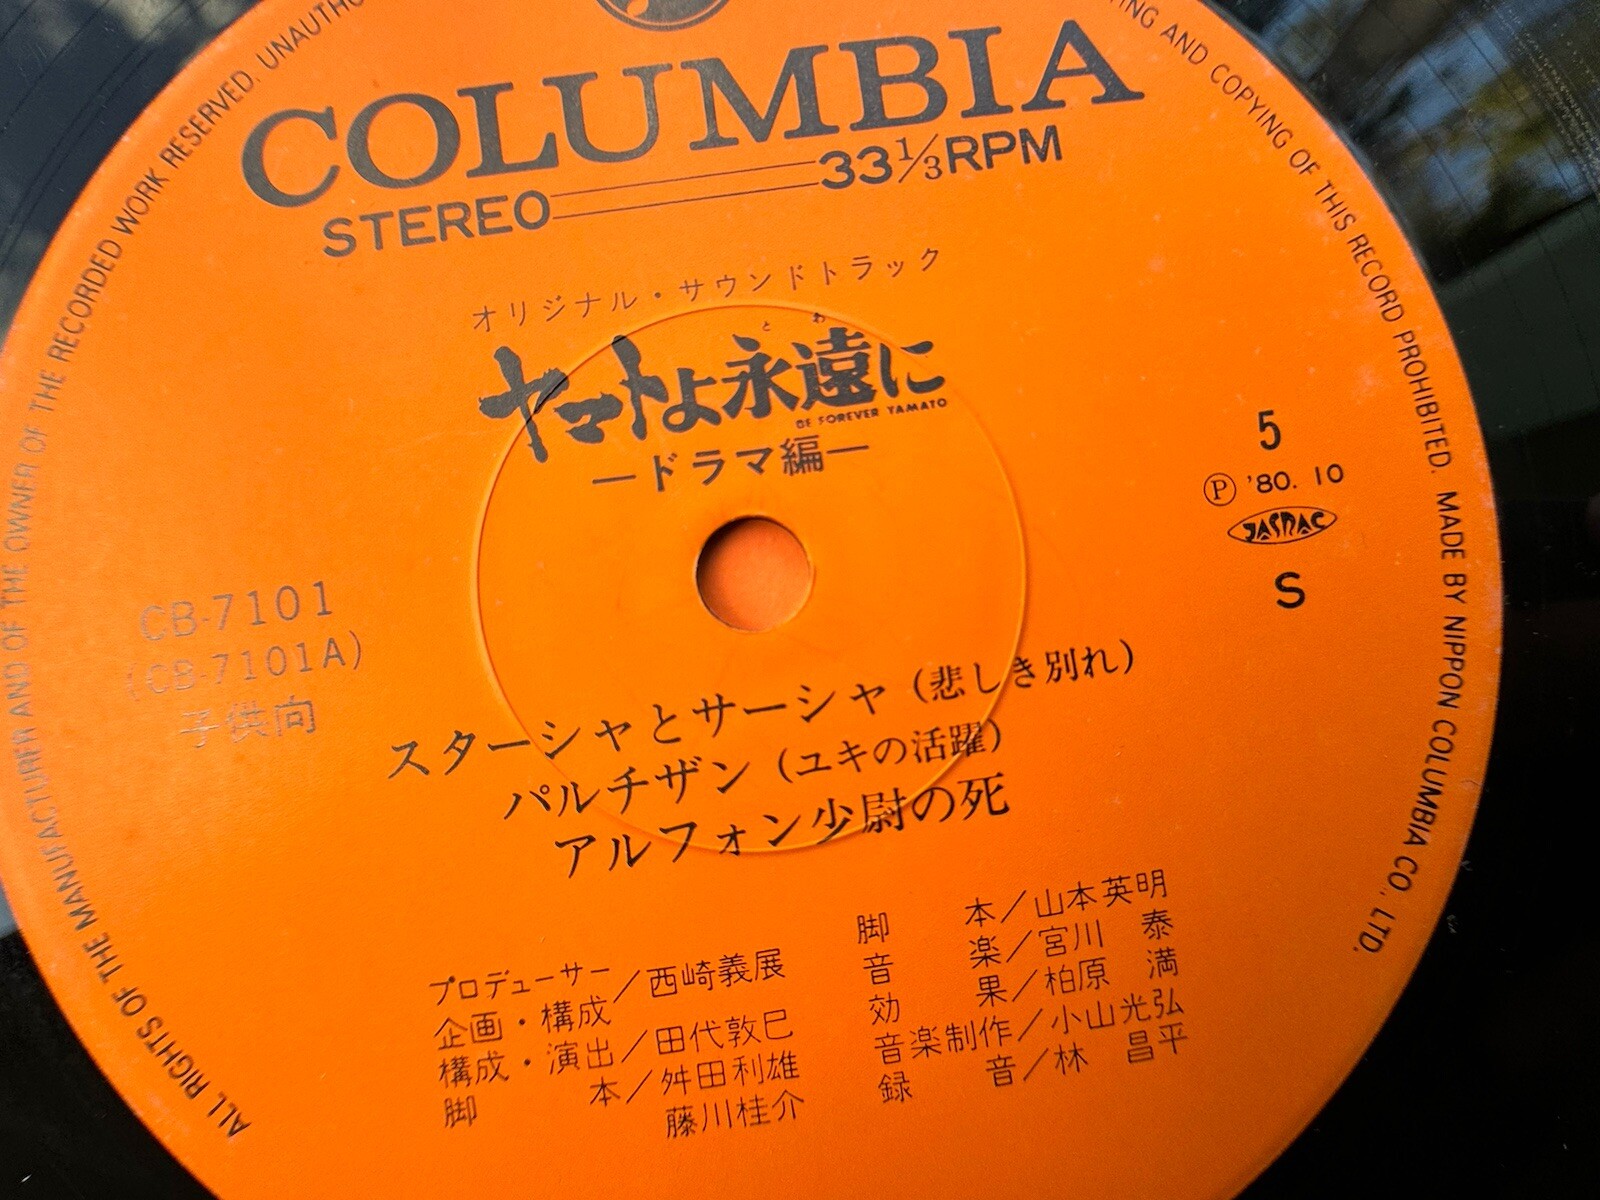 COLUMBIA
STEREO 33⅓RPM
オリジナル・サウンドトラック
とわ
ヤマトよ永遠に
BE FOREVER YAMATO
―ドラマ編―
5
Ⓟ '80. 10
JASRAC
S
CB-7101
(CB-7101A)
子供向
スターシャとサーシャ（悲しき別れ）
パルチザン（ユキの活躍）
アルフォン少尉の死
プロデューサー
企画・構成／西崎義展
構成・演出／田代敦巳
脚本／舛田利雄
藤川桂介
脚本／山本英明
音楽／宮川 泰
効果／柏原 満
音楽制作／小山光弘
録音／林 昌平
ALL RIGHTS OF THE MANUFACTURER AND OF THE OWNER OF THE RECORDED WORK RESERVED. UNAUTHO
ING AND COPYING OF THIS RECORD PROHIBITED. MADE BY NIPPON COLUMBIA CO., LTD.